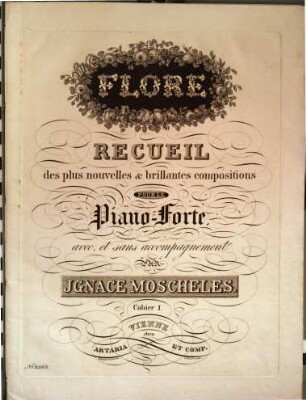 FLORE
RECUEIL
des plus nouvelles & brillantes compositions
POUR LE
Piano-Forte
avec et sans accompagnement
PAR
JGNACE MOSCHELES.
Cahier 1
VIENNE
chez
ARTARIA ET COMP.